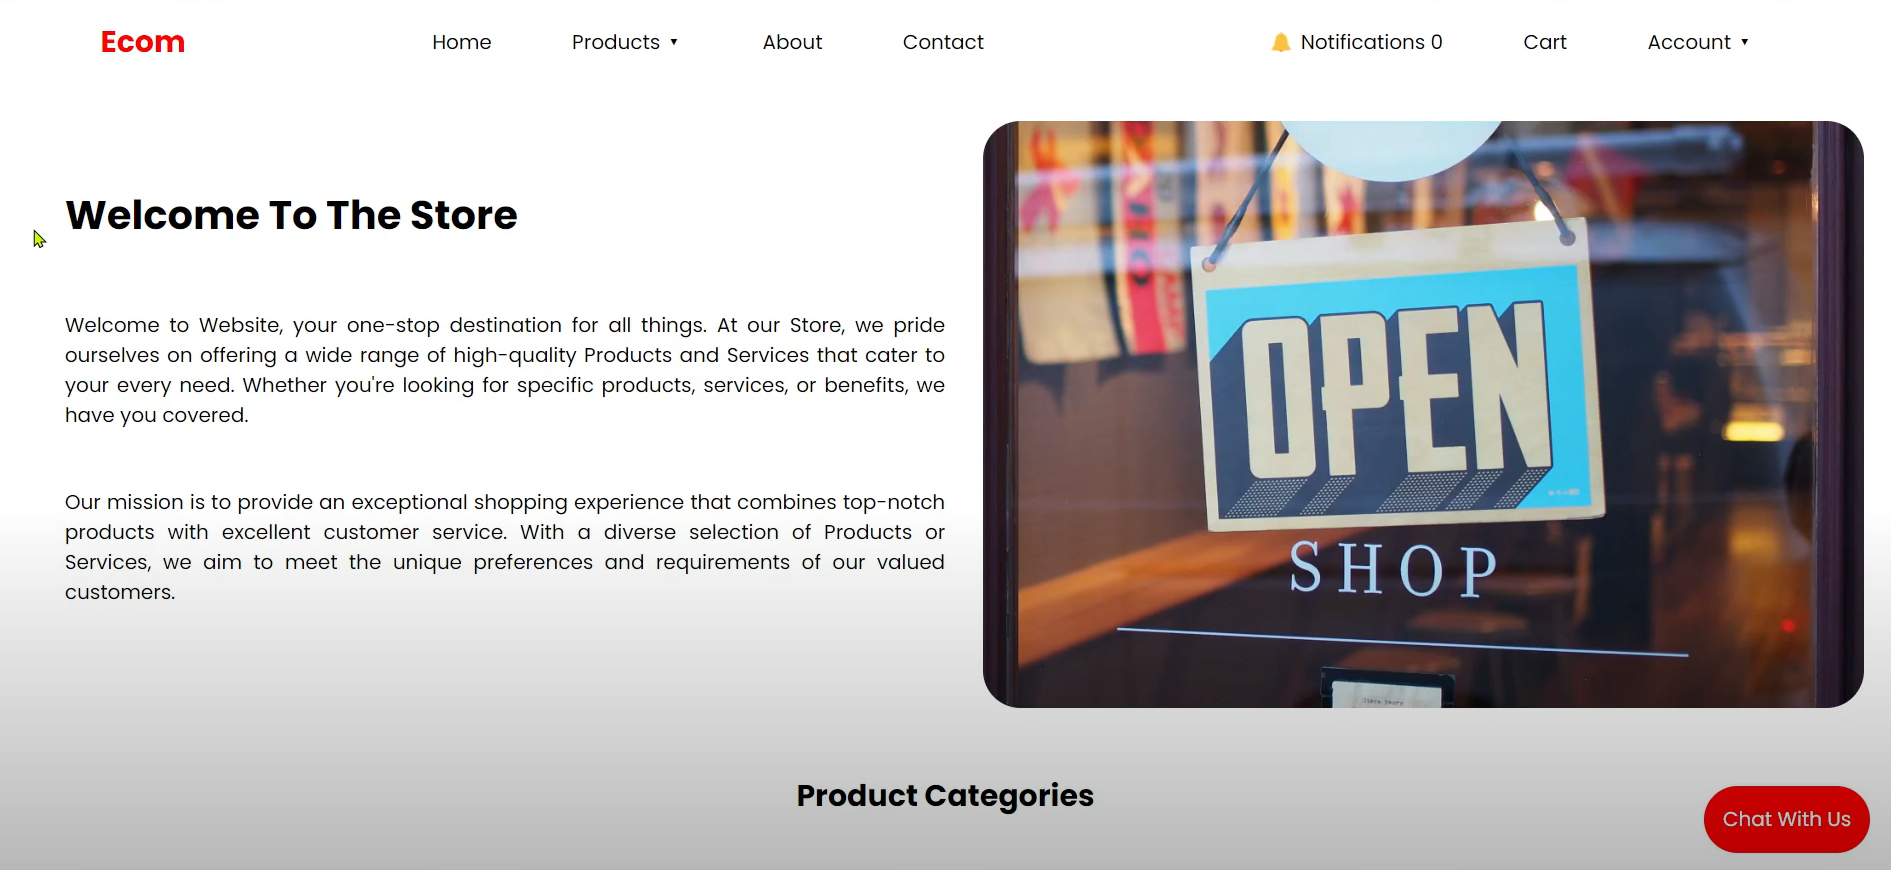 Ecom
Home
Products
About
Contact
Notifications 0
Cart
Account
Welcome To The Store
Welcome to Website, your one-stop destination for all things. At our Store, we pride
ourselves on offering a wide range of high-quality Products and Services that cater to
your every need. Whether you're looking for specific products, services, or benefits, we
have you covered.
Our mission is to provide an exceptional shopping experience that combines top-notch
products with excellent customer service. With a diverse selection of Products or
Services, we aim to meet the unique preferences and requirements of our valued
customers.
OPEN
SHOP
Product Categories
Chat With Us